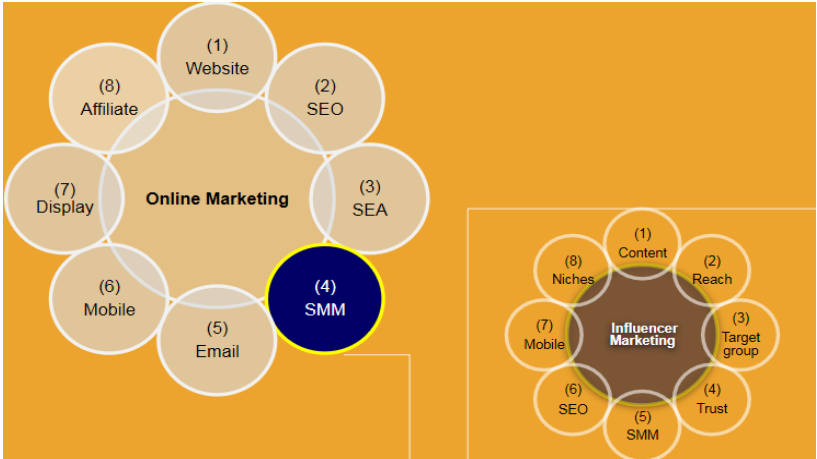 (1)
Website
(2)
SEO
(3)
SEA
(4)
SMM
(5)
Email
(6)
Mobile
(7)
Display
(8)
Affiliate
Online Marketing
(1)
Content
(2)
Reach
(3)
Target
group
(4)
Trust
(5)
SMM
(6)
SEO
(7)
Mobile
(8)
Niches
Influencer
Marketing